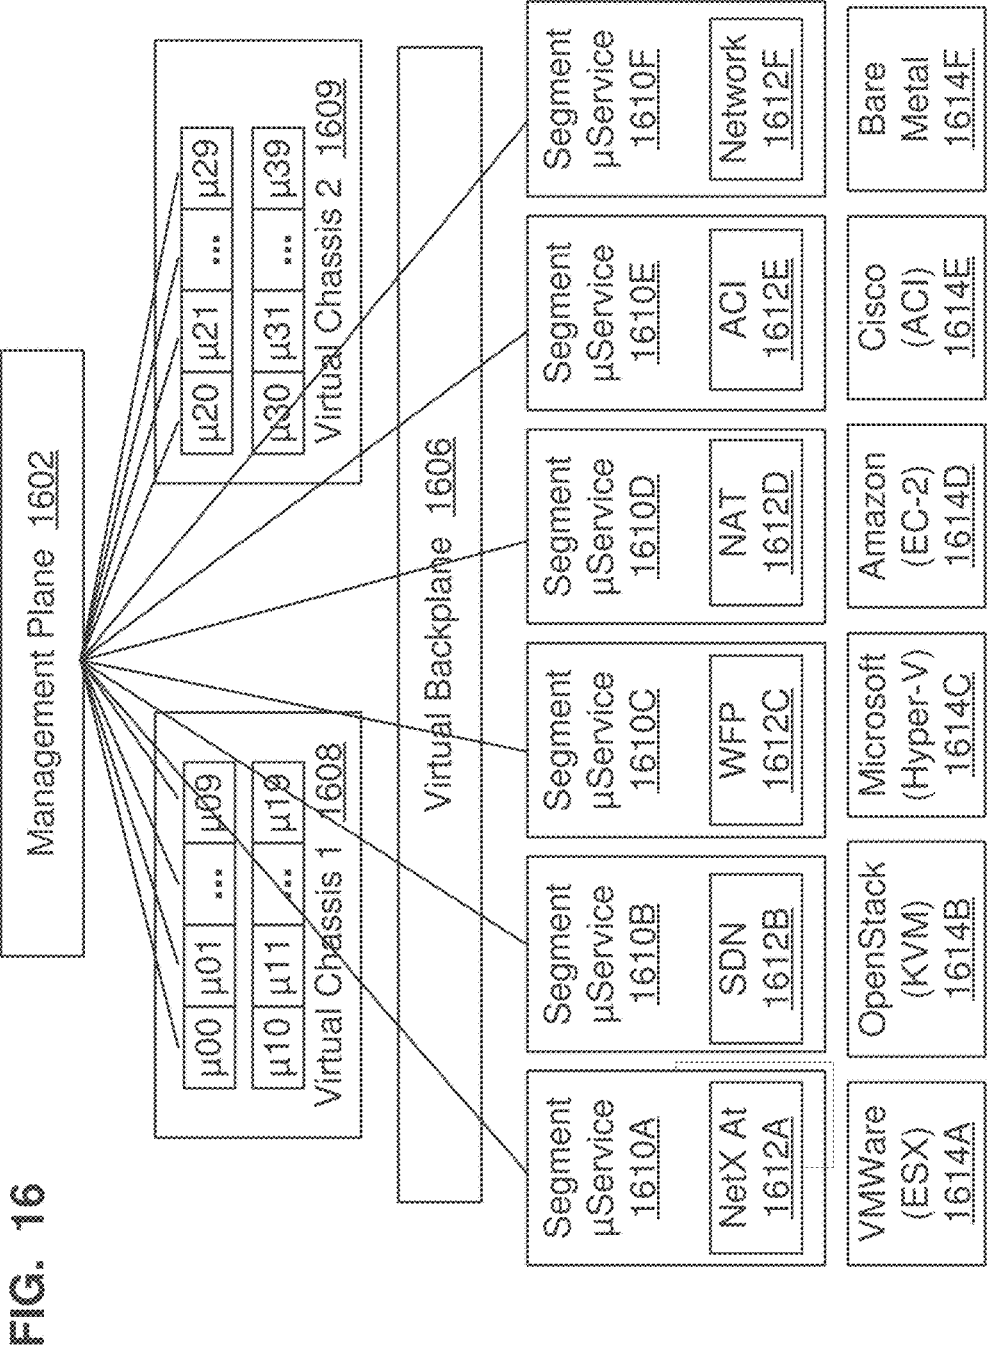 FIG. 16
Management Plane 1602
µ00 µ01 ... µ09
µ10 µ11 ... µ19
Virtual Chassis 1 1608
µ20 µ21 ... µ29
µ30 µ31 ... µ39
Virtual Chassis 2 1609
Virtual Backplane 1606
Segment
µService
1610A
NetX At
1612A
Segment
µService
1610B
SDN
1612B
Segment
µService
1610C
WFP
1612C
Segment
µService
1610D
NAT
1612D
Segment
µService
1610E
ACI
1612E
Segment
µService
1610F
Network
1612F
VMWare
(ESX)
1614A
OpenStack
(KVM)
1614B
Microsoft
(Hyper-V)
1614C
Amazon
(EC-2)
1614D
Cisco
(ACI)
1614E
Bare
Metal
1614F